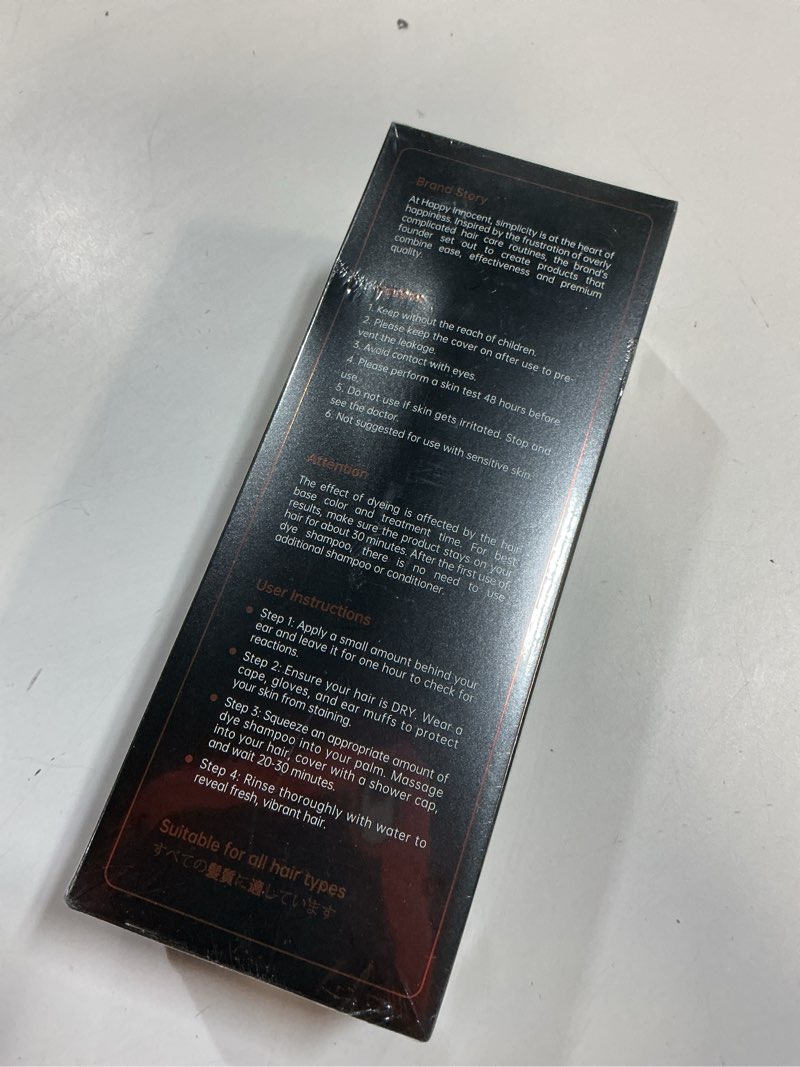 Brand Story
At Happy Innocent, simplicity is at the heart of
happiness. Inspired by the frustration of overly
complicated hair care routines, the brand's
founder set out to create products that
combine ease, effectiveness and premium
quality.
1. Keep without the reach of children.
2. Please keep the cover on after use to pre-
vent the leakage.
3. Avoid contact with eyes.
4. Please perform a skin test 48 hours before
use.
5. Do not use if skin gets irritated. Stop and
see the doctor.
6. Not suggested for use with sensitive skin.
Attention
The effect of dyeing is affected by the hair
base color and treatment time. For best
results, make sure the product stays on your
hair for about 30 minutes. After the first use of
dye shampoo, there is no need to use
additional shampoo or conditioner.
User Instructions
Step 1: Apply a small amount behind your
ear and leave it for one hour to check for
reactions.
Step 2: Ensure your hair is DRY. Wear a
cape, gloves, and ear muffs to protect
your skin from staining.
Step 3: Squeeze an appropriate amount of
dye shampoo into your palm. Massage
into your hair, cover with a shower cap,
and wait 20-30 minutes.
Step 4: Rinse thoroughly with water to
reveal fresh, vibrant hair.
Suitable for all hair types
すべての髪質に適しています